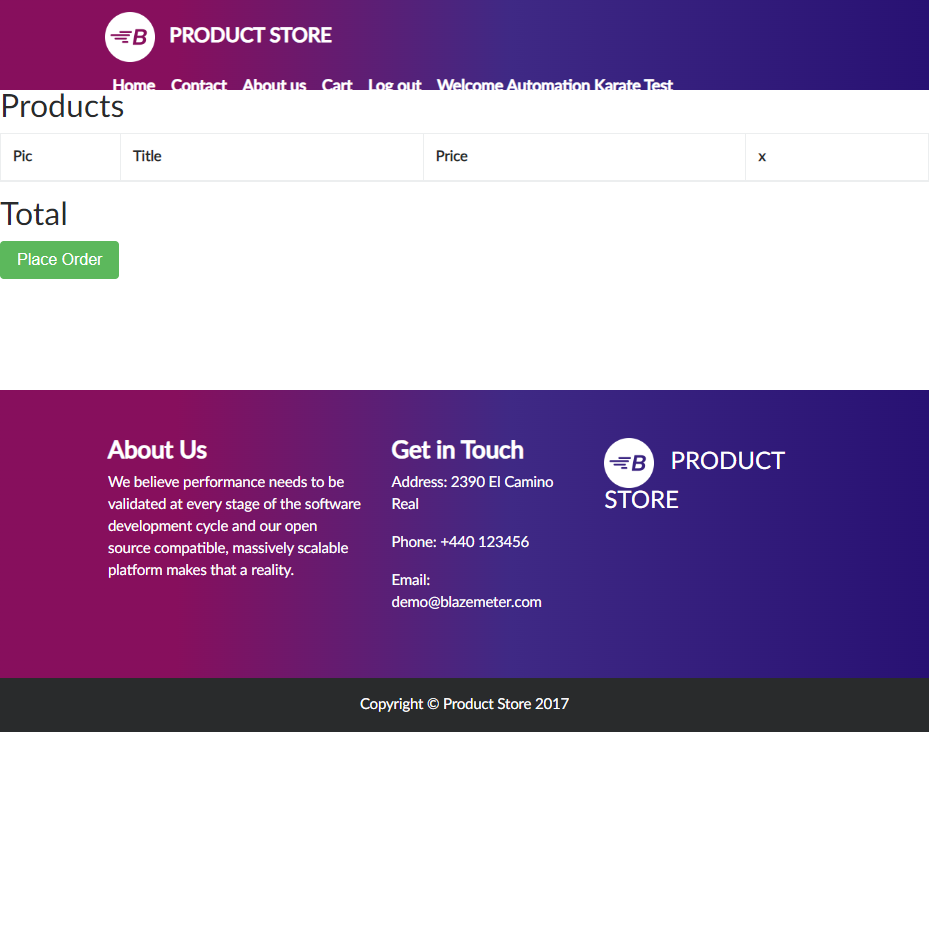 B PRODUCT STORE
Home Contact About us Cart Log out Welcome Automation Karate Test
Products
Pic Title Price x
Total
Place Order
About Us
We believe performance needs to be
validated at every stage of the software
development cycle and our open
source compatible, massively scalable
platform makes that a reality.
Get in Touch
Address: 2390 El Camino
Real
Phone: +440 123456
Email:
demo@blazemeter.com
B PRODUCT
STORE
Copyright © Product Store 2017